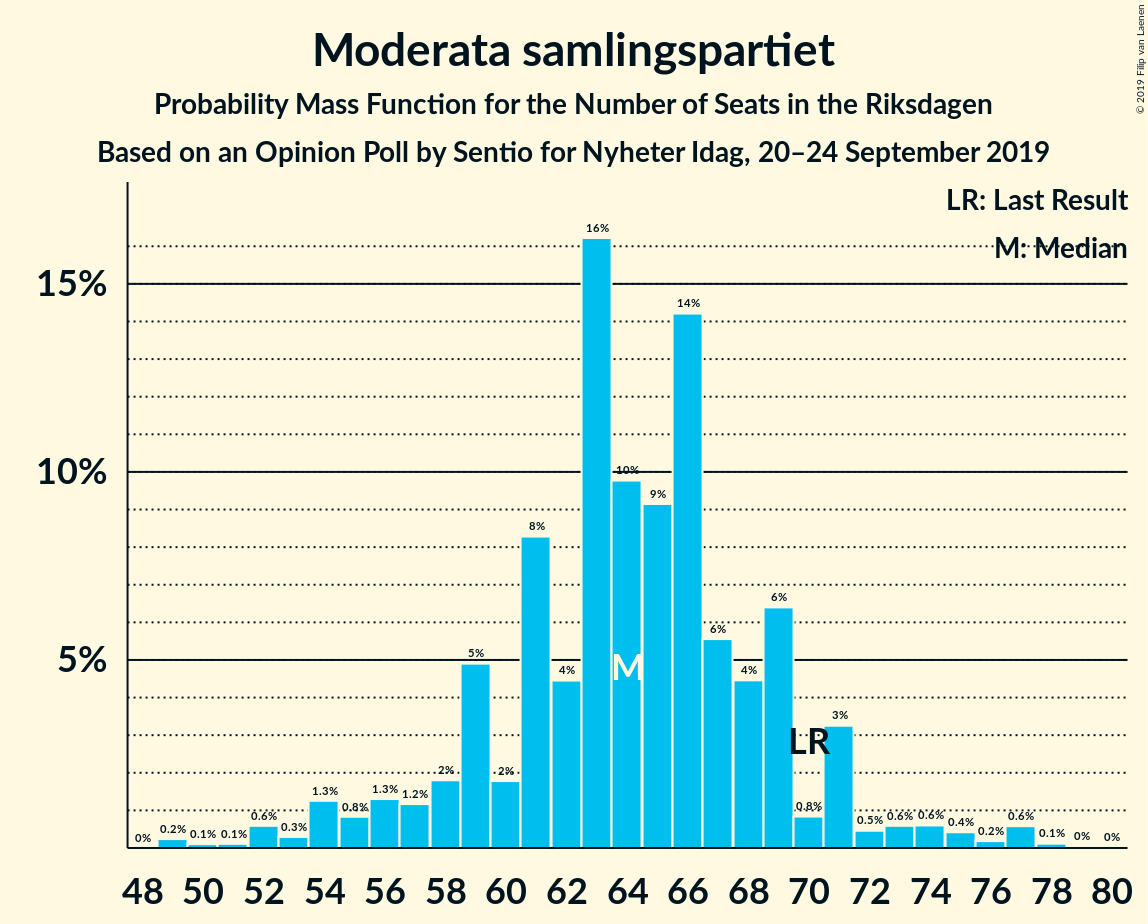 © 2019 Filip van Laenen
Moderata samlingspartiet
Probability Mass Function for the Number of Seats in the Riksdagen
Based on an Opinion Poll by Sentio for Nyheter Idag, 20–24 September 2019
LR: Last Result
M: Median
15%
10%
5%
0% 0.2% 0.1% 0.1% 0.6% 0.3% 1.3% 0.8% 1.3% 1.2% 2% 5% 2% 8% 4% 16% 10% 9% 14% 6% 4% 6% 0.8% 3% 0.5% 0.6% 0.6% 0.4% 0.2% 0.6% 0.1% 0% 0%
M
LR
48 50 52 54 56 58 60 62 64 66 68 70 72 74 76 78 80